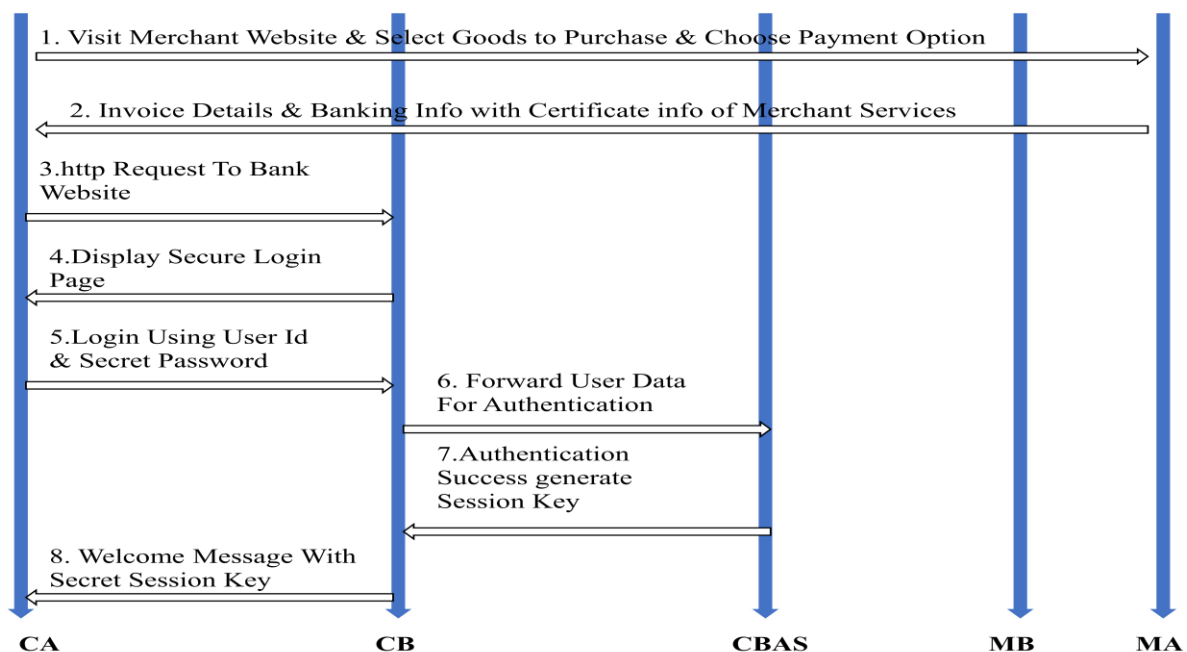 1. Visit Merchant Website & Select Goods to Purchase & Choose Payment Option
2. Invoice Details & Banking Info with Certificate info of Merchant Services
3.http Request To Bank
Website
4.Display Secure Login
Page
5.Login Using User Id
& Secret Password
6. Forward User Data
For Authentication
7.Authentication
Success generate
Session Key
8. Welcome Message With
Secret Session Key
CA CB CBAS MB MA